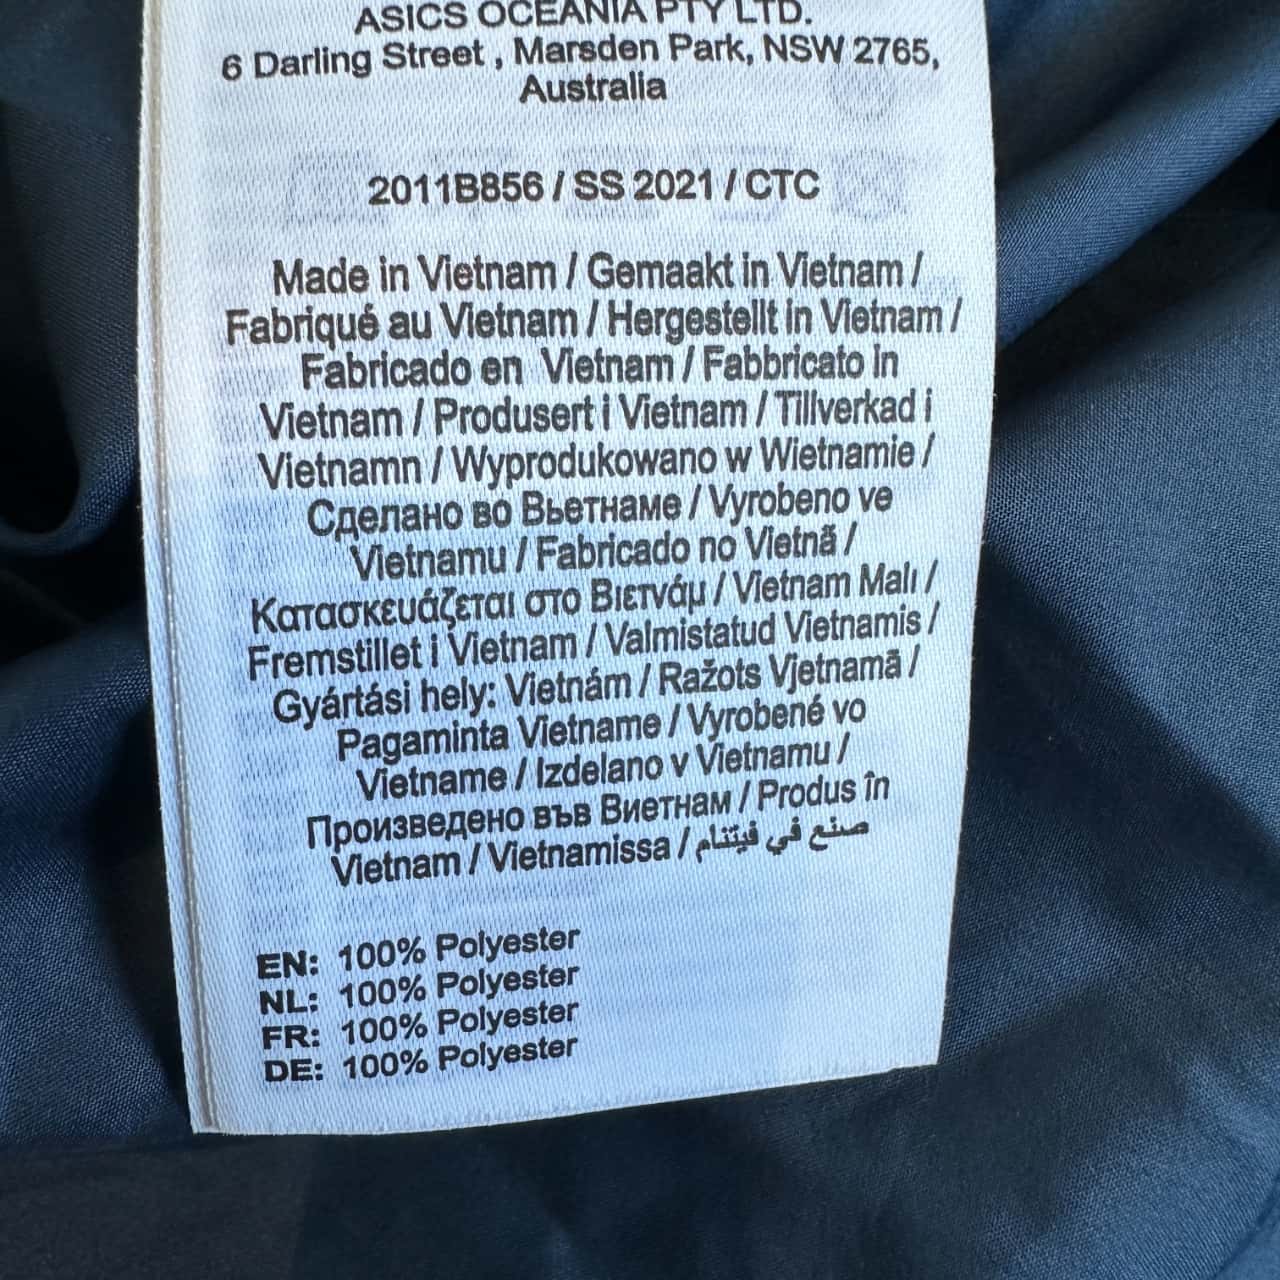 ASICS OCEANIA PTY LTD.
6 Darling Street , Marsden Park, NSW 2765,
Australia
2011B856 / SS 2021 / CTC
Made in Vietnam / Gemaakt in Vietnam /
Fabriqué au Vietnam / Hergestellt in Vietnam /
Fabricado en Vietnam / Fabbricato in
Vietnam / Produsert i Vietnam / Tillverkad i
Vietnamn / Wyprodukowano w Wietnamie /
Сделано во Вьетнаме / Vyrobeno ve
Vietnamu / Fabricado no Vietnã /
Κατασκευάζεται στο Βιετνάμ / Vietnam Malı /
Fremstillet i Vietnam / Valmistatud Vietnamis /
Gyártási hely: Vietnám / Ražots Vjetnamā /
Pagaminta Vietname / Vyrobené vo
Vietname / Izdelano v Vietnamu /
Произведено във Виетнам / Produs în
Vietnam / Vietnamissa / صنع في فيتنام
EN: 100% Polyester
NL: 100% Polyester
FR: 100% Polyester
DE: 100% Polyester